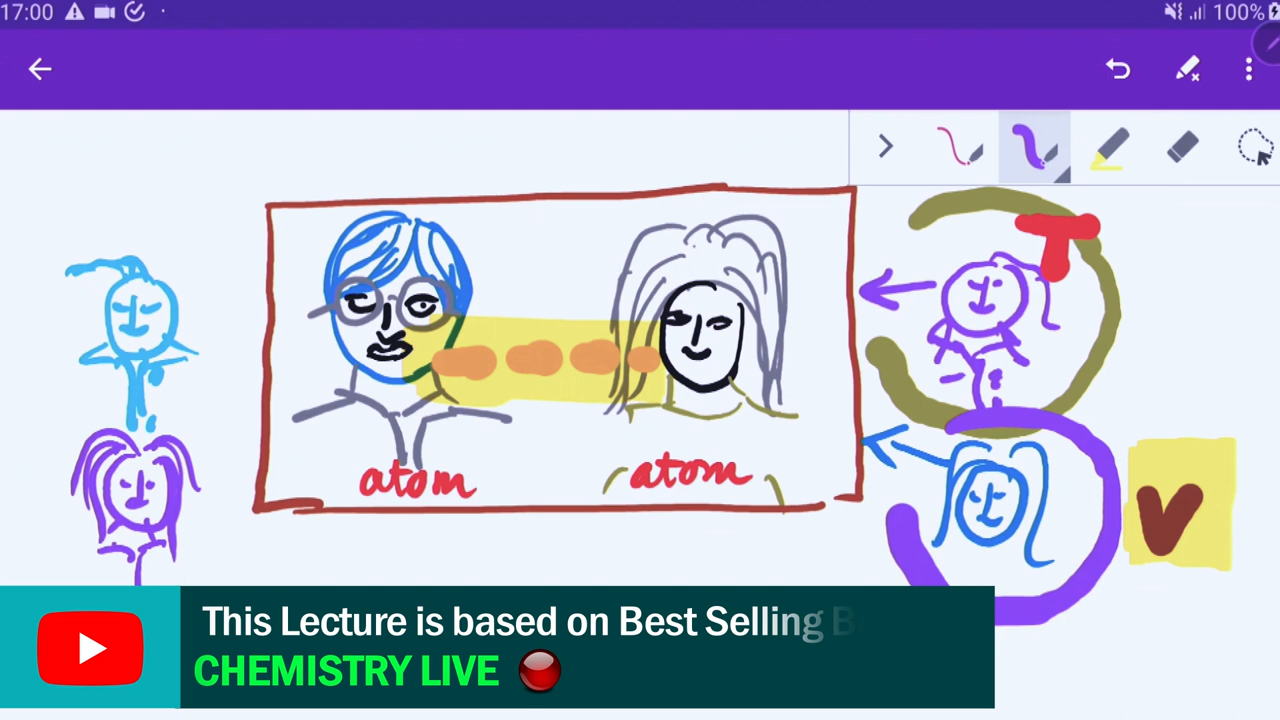 17:00
100%
T
atom
atom
V
This Lecture is based on Best Selling B
CHEMISTRY LIVE